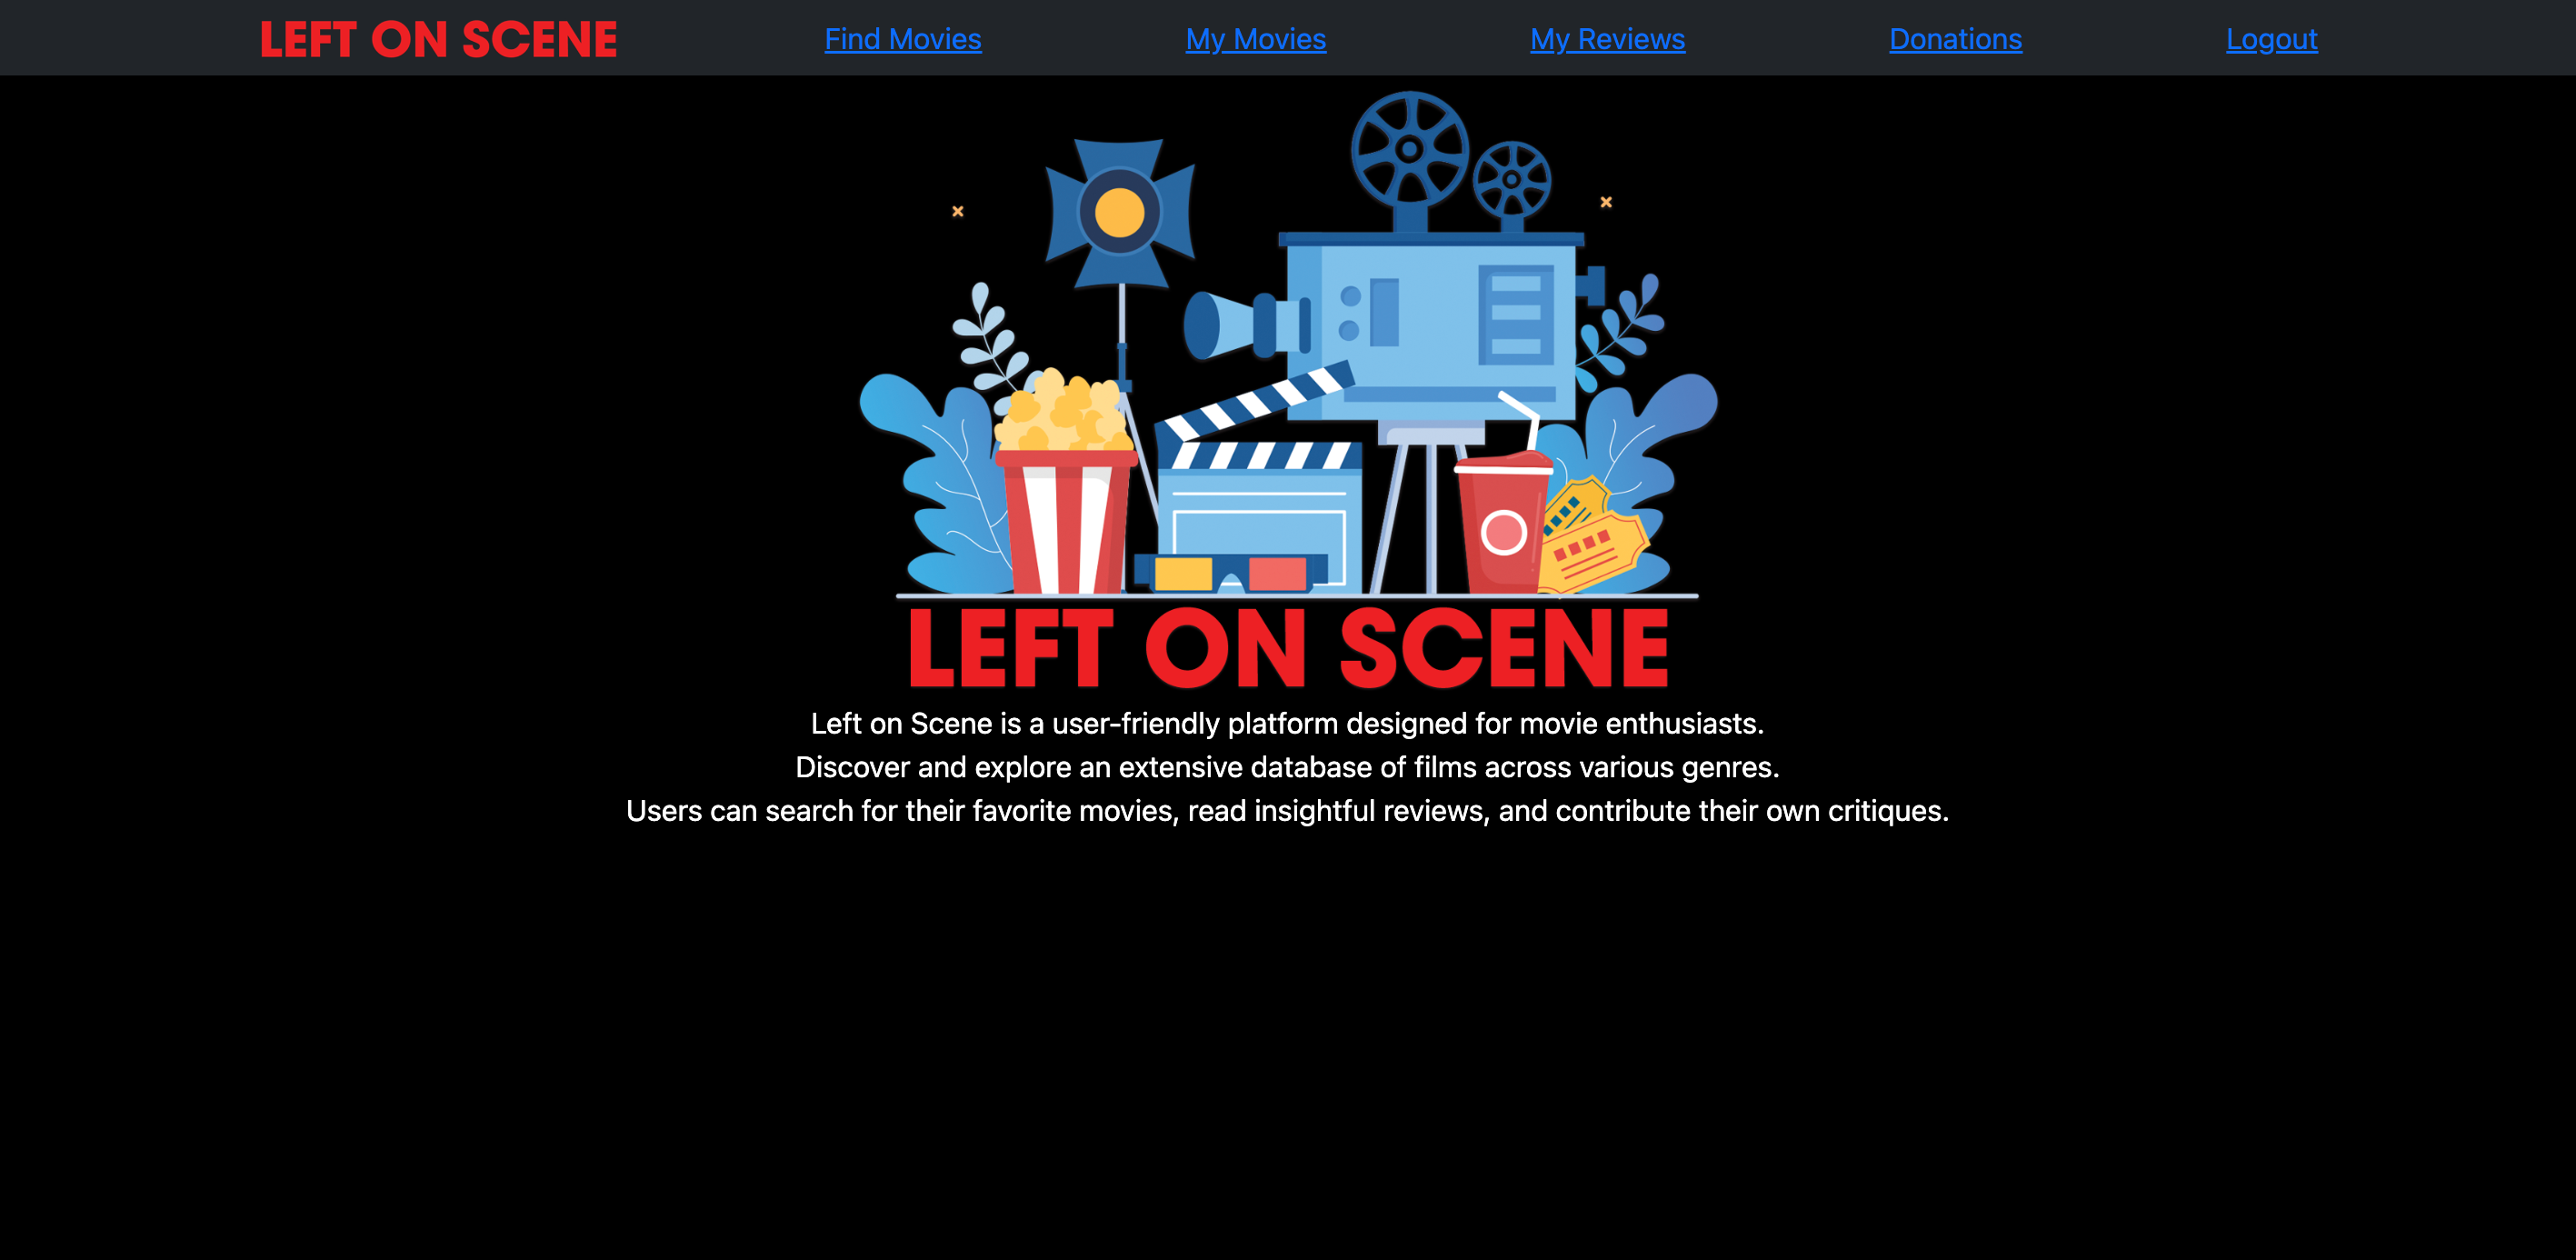 LEFT ON SCENE Find Movies My Movies My Reviews Donations Logout
LEFT ON SCENE
Left on Scene is a user-friendly platform designed for movie enthusiasts.
Discover and explore an extensive database of films across various genres.
Users can search for their favorite movies, read insightful reviews, and contribute their own critiques.